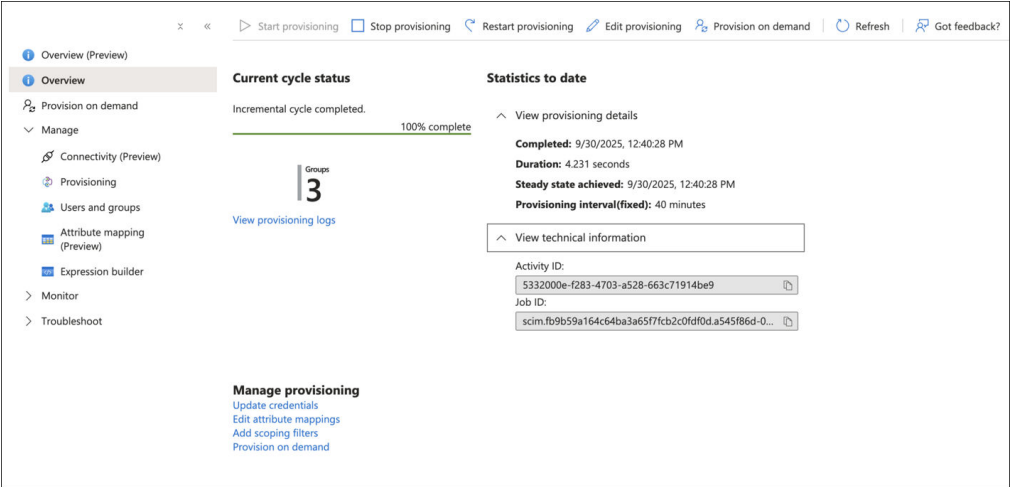 Start provisioning Stop provisioning Restart provisioning Edit provisioning Provision on demand Refresh Got feedback?
Overview (Preview)
Overview
Provision on demand
Manage
Connectivity (Preview)
Provisioning
Users and groups
Attribute mapping
(Preview)
Expression builder
Monitor
Troubleshoot
Current cycle status
Incremental cycle completed.
100% complete
Groups
3
View provisioning logs
Statistics to date
View provisioning details
Completed: 9/30/2025, 12:40:28 PM
Duration: 4.231 seconds
Steady state achieved: 9/30/2025, 12:40:28 PM
Provisioning interval(fixed): 40 minutes
View technical information
Activity ID:
5332000e-f283-4703-a528-663c71914be9
Job ID:
scim.fb9b59a164c64ba3a65f7fcb2c0fdf0d.a545f86d-0...
Manage provisioning
Update credentials
Edit attribute mappings
Add scoping filters
Provision on demand